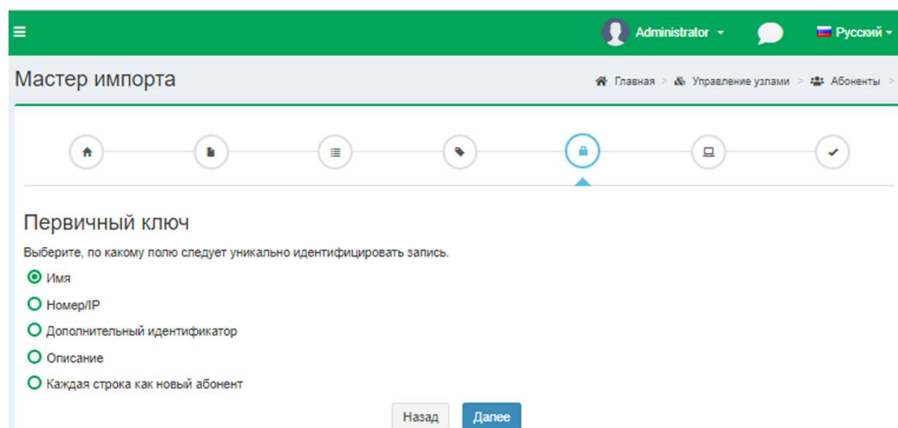 Administrator
Русский
Мастер импорта
Главная > Управление узлами > Абоненты >
Первичный ключ
Выберите, по какому полю следует уникально идентифицировать запись.
Имя
Номер/IP
Дополнительный идентификатор
Описание
Каждая строка как новый абонент
Назад Далее